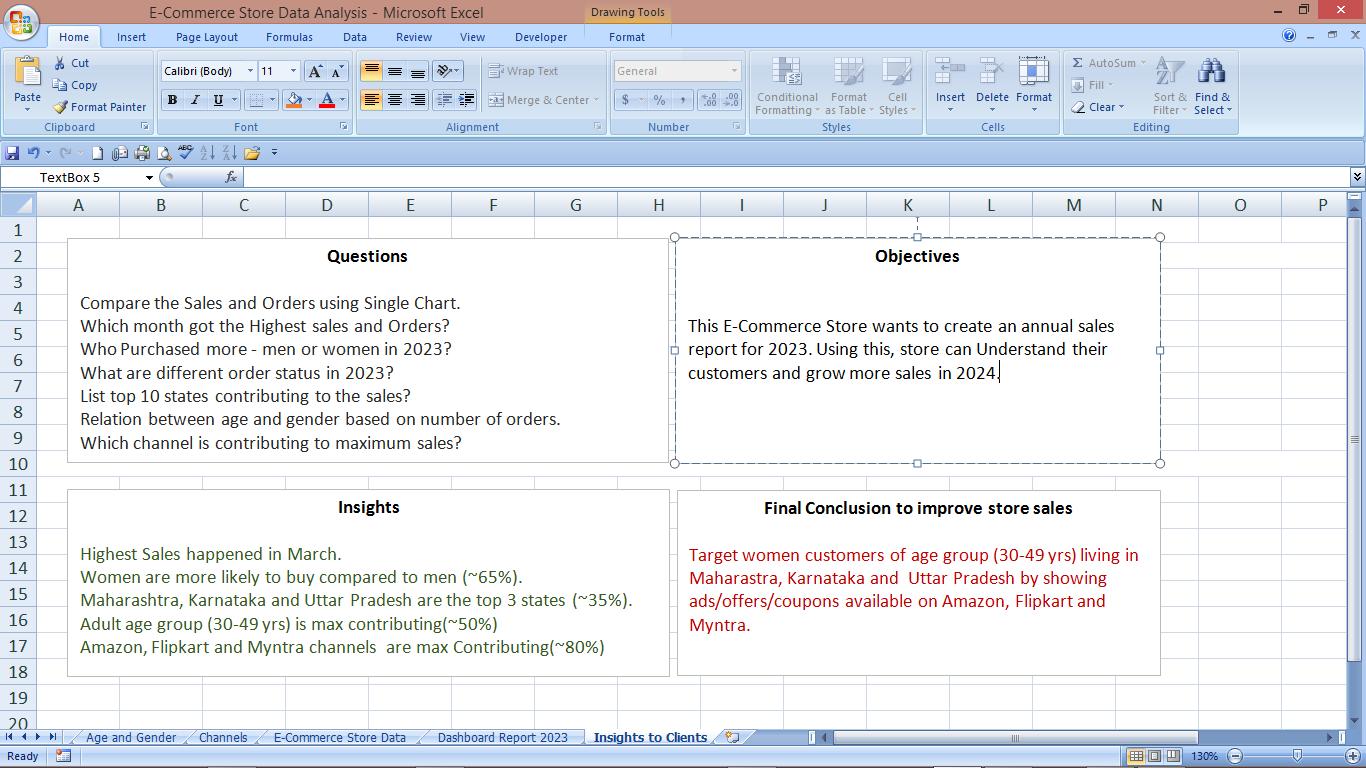 E-Commerce Store Data Analysis - Microsoft Excel
Drawing Tools
Home Insert Page Layout Formulas Data Review View Developer Format
Paste
Cut
Copy
Format Painter
Clipboard
Calibri (Body) 11
B I U
Font
Wrap Text
Merge & Center
Alignment
General
$ % ,
Number
Conditional Formatting
Format as Table
Cell Styles
Styles
Insert Delete Format
Cells
AutoSum
Fill
Clear
Sort & Filter
Find & Select
Editing
TextBox 5
fx
A B C D E F G H I J K L M N O P
1
2
3
4
5
6
7
8
9
10
11
12
13
14
15
16
17
18
19
20
Questions
Compare the Sales and Orders using Single Chart.
Which month got the Highest sales and Orders?
Who Purchased more - men or women in 2023?
What are different order status in 2023?
List top 10 states contributing to the sales?
Relation between age and gender based on number of orders.
Which channel is contributing to maximum sales?
Objectives
This E-Commerce Store wants to create an annual sales
report for 2023. Using this, store can Understand their
customers and grow more sales in 2024.
Insights
Highest Sales happened in March.
Women are more likely to buy compared to men (~65%).
Maharashtra, Karnataka and Uttar Pradesh are the top 3 states (~35%).
Adult age group (30-49 yrs) is max contributing(~50%)
Amazon, Flipkart and Myntra channels  are max Contributing(~80%)
Final Conclusion to improve store sales
Target women customers of age group (30-49 yrs) living in
Maharastra, Karnataka and  Uttar Pradesh by showing
ads/offers/coupons available on Amazon, Flipkart and
Myntra.
Age and Gender Channels E-Commerce Store Data Dashboard Report 2023 Insights to Clients
Ready
130%